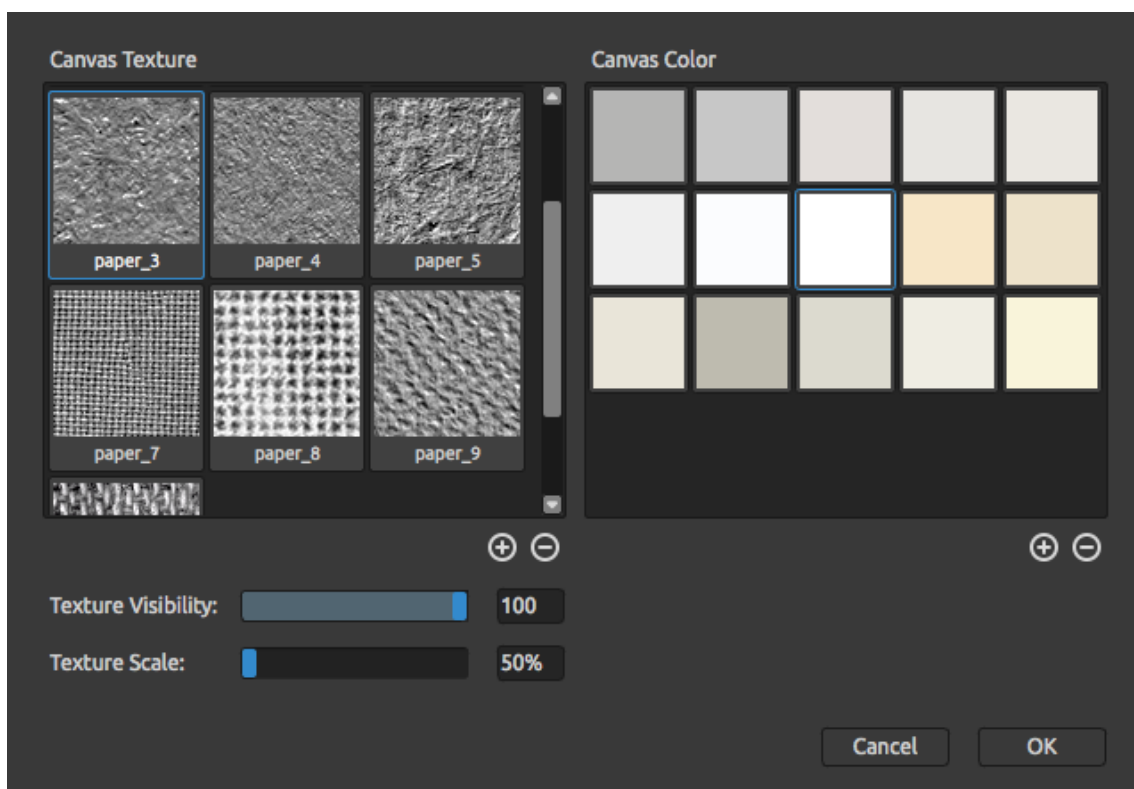 Canvas Texture
Canvas Color
paper_3 paper_4 paper_5
paper_7 paper_8 paper_9
Texture Visibility: 100
Texture Scale: 50%
Cancel OK